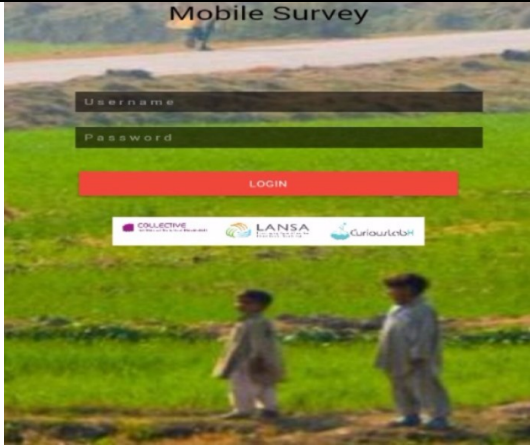 Mobile Survey
Username
Password
LOGIN
COLLECTIVE
LANSA
CuriousLabH